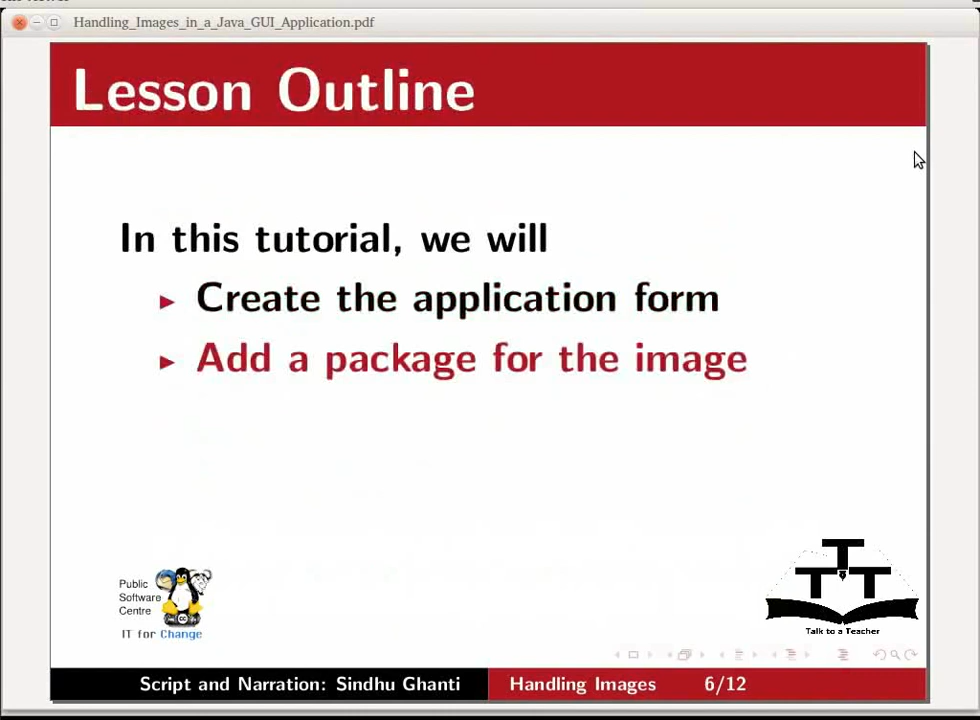 Handling_Images_in_a_Java_GUI_Application.pdf
Lesson Outline
In this tutorial, we will
Create the application form
Add a package for the image
Public
Software
Centre
IT for Change
T T T
Talk to a Teacher
Script and Narration: Sindhu Ghanti Handling Images 6/12